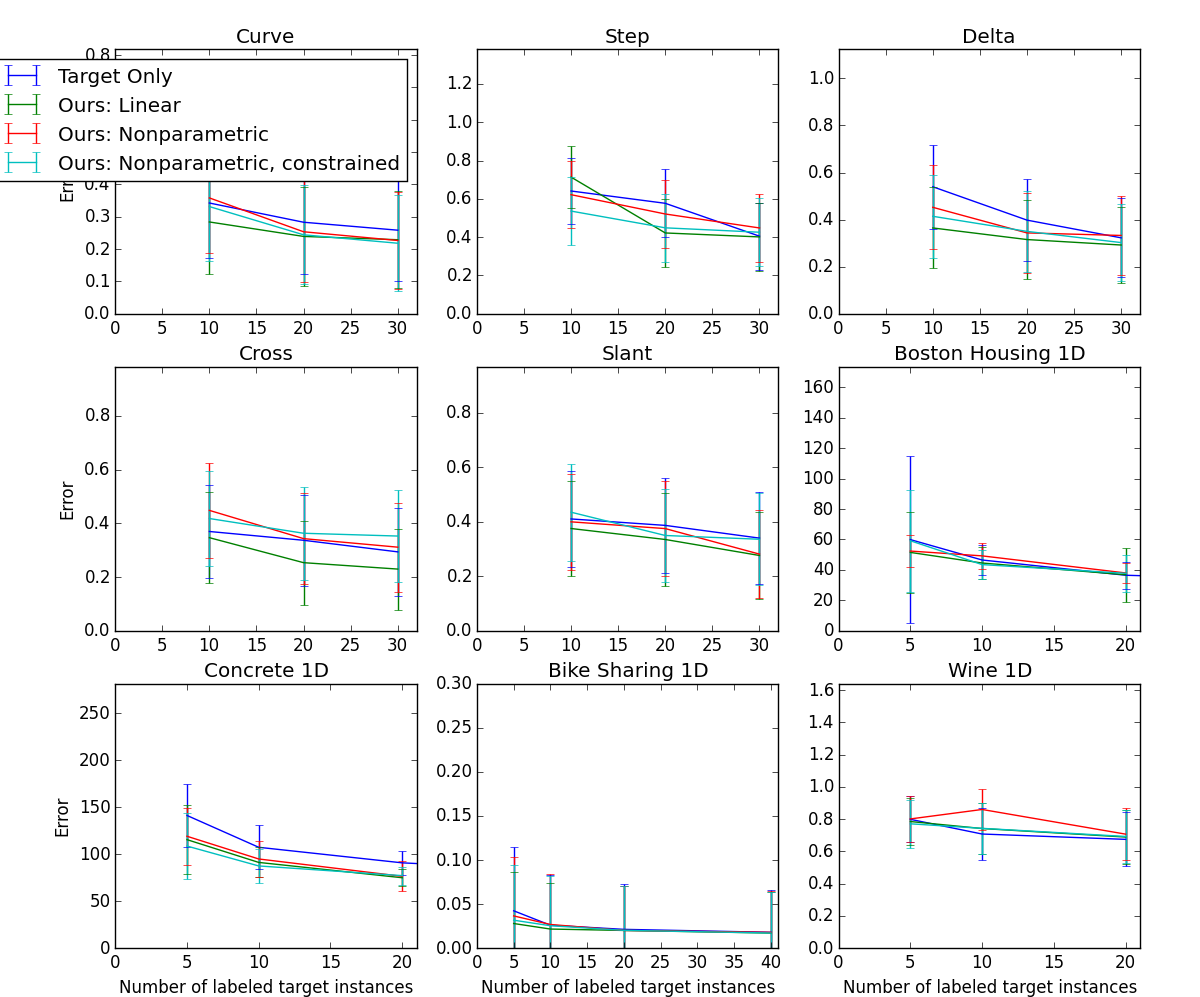 Curve
Step
Delta
0.8
Target Only
Ours: Linear
Ours: Nonparametric
Ours: Nonparametric, constrained
0.4
0.3
0.2
0.1
0.0
0 5 10 15 20 25 30
1.2
1.0
0.8
0.6
0.4
0.2
0.0
0 5 10 15 20 25 30
1.0
0.8
0.6
0.4
0.2
0.0
0 5 10 15 20 25 30
Cross
Slant
Boston Housing 1D
Error
0.8
0.6
0.4
0.2
0.0
0 5 10 15 20 25 30
0.8
0.6
0.4
0.2
0.0
0 5 10 15 20 25 30
160
140
120
100
80
60
40
20
0
0 5 10 15 20
Concrete 1D
Bike Sharing 1D
Wine 1D
Error
250
200
150
100
50
0
0 5 10 15 20
Number of labeled target instances
0.30
0.25
0.20
0.15
0.10
0.05
0.00
0 5 10 15 20 25 30 35 40
Number of labeled target instances
1.6
1.4
1.2
1.0
0.8
0.6
0.4
0.2
0.0
0 5 10 15 20
Number of labeled target instances